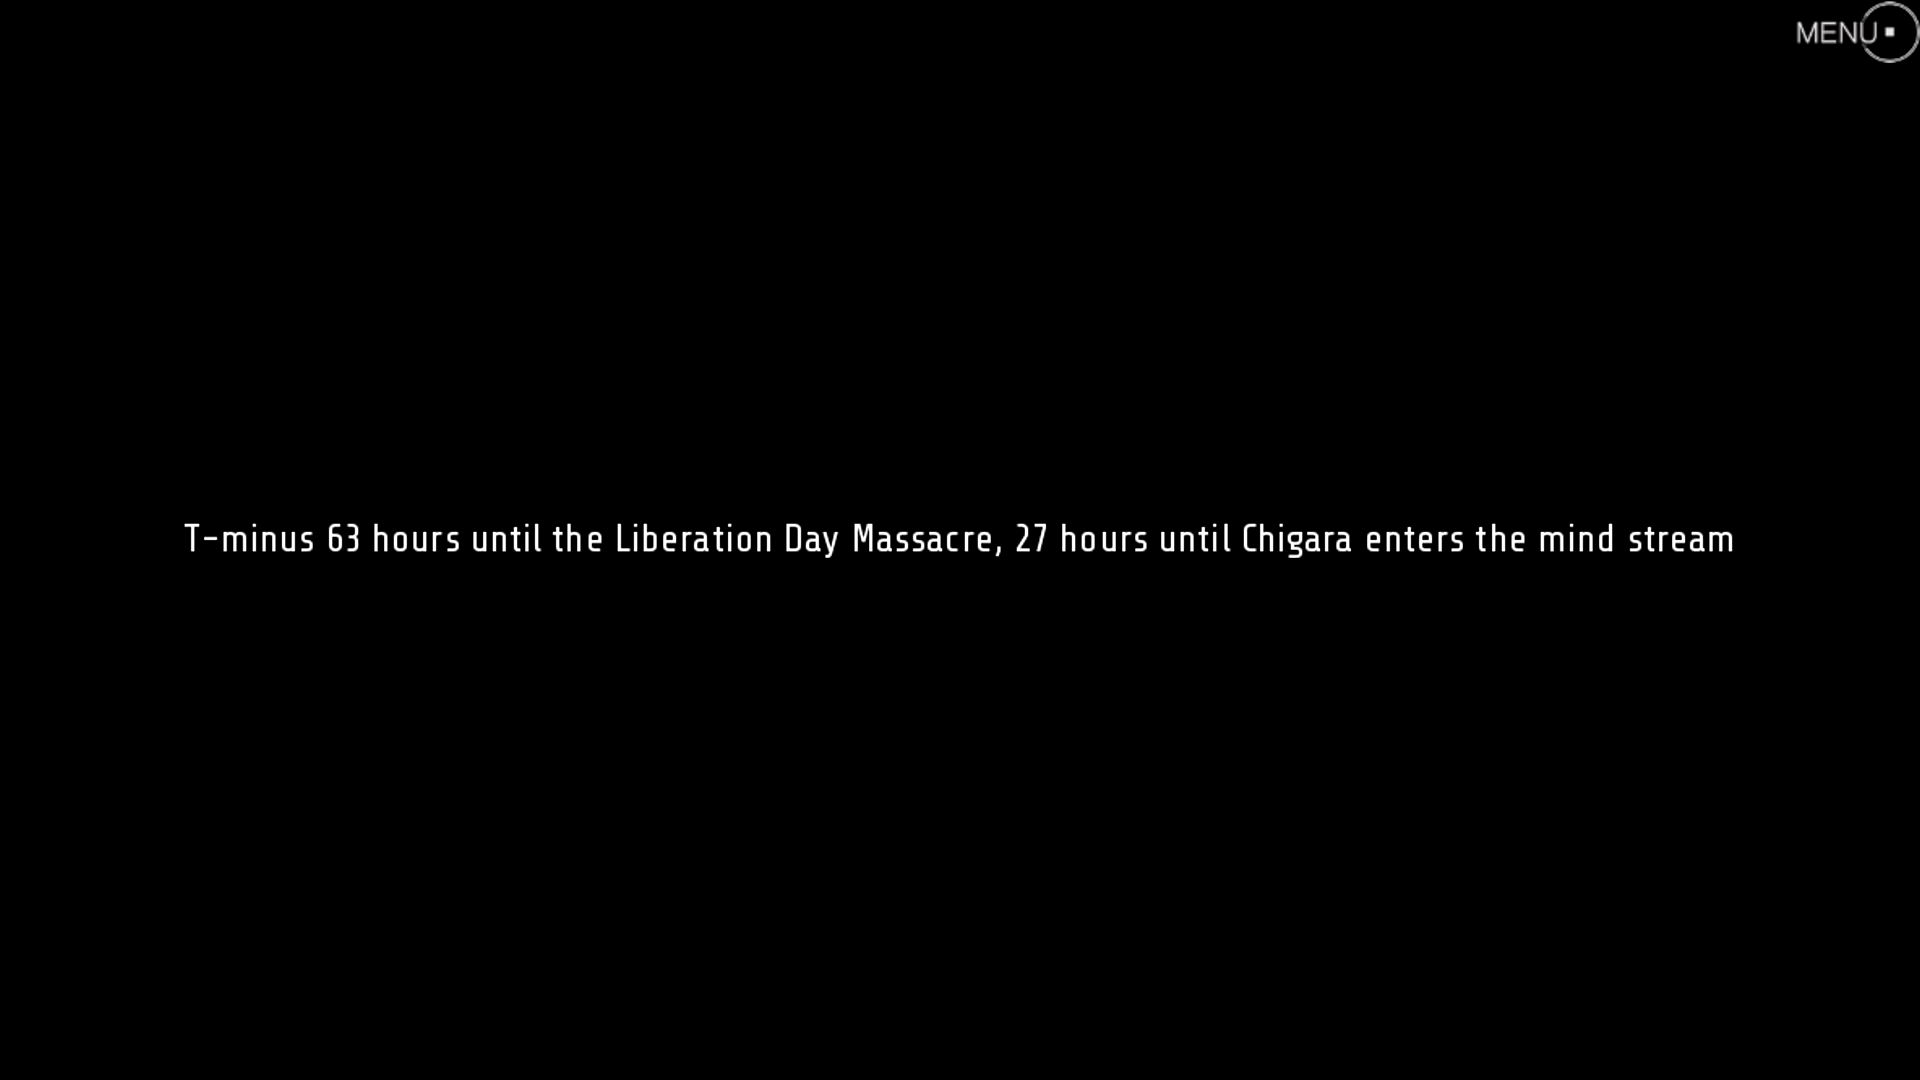 MENU
T-minus 63 hours until the Liberation Day Massacre, 27 hours until Chigara enters the mind stream